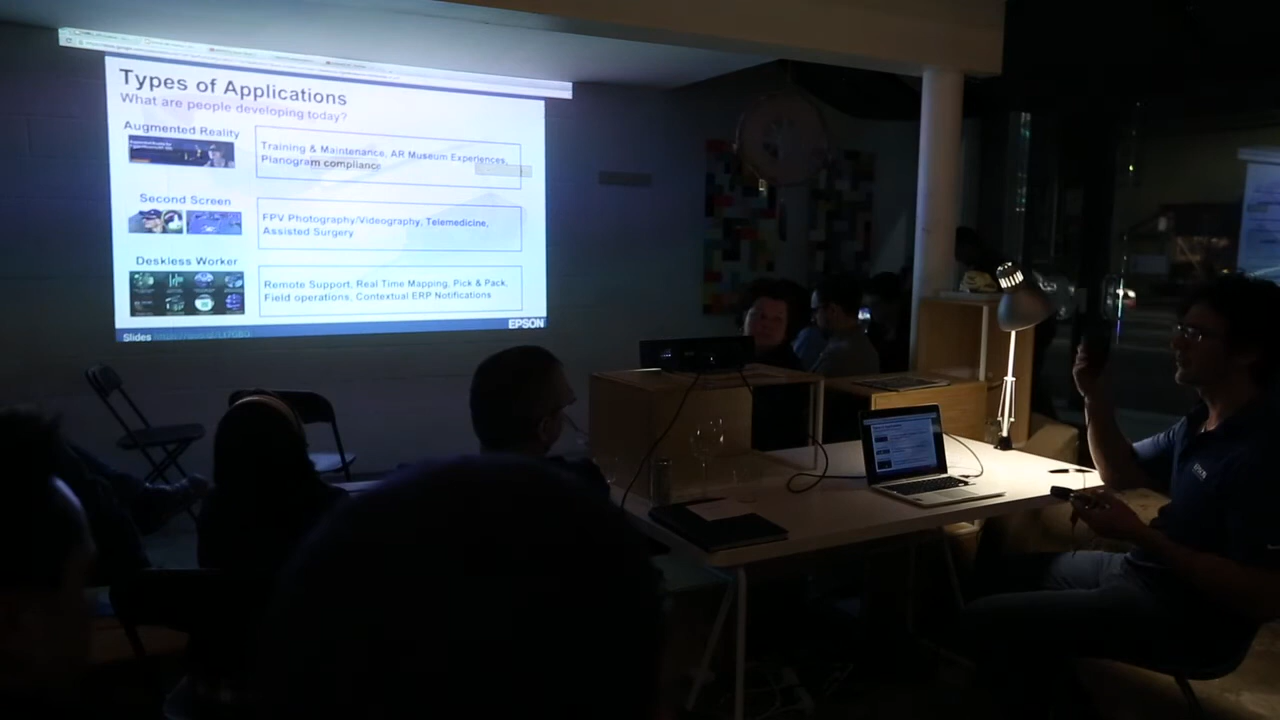 Types of Applications
What are people developing today?
Augmented Reality
Training & Maintenance, AR Museum Experiences,
Planogram compliance
Second Screen
FPV Photography/Videography, Telemedicine,
Assisted Surgery
Deskless Worker
Remote Support, Real Time Mapping, Pick & Pack,
Field operations, Contextual ERP Notifications
Slides
EPSON